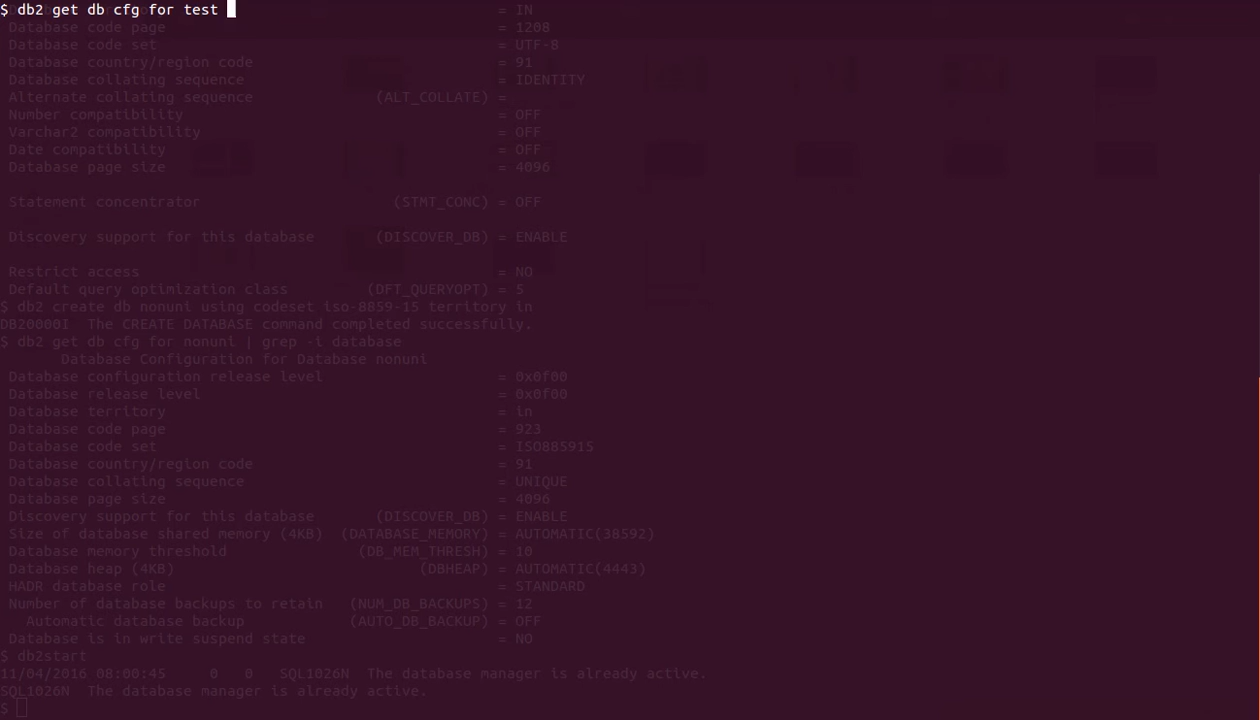 $ db2 get db cfg for test
= IN
Database code page = 1208
Database code set = UTF-8
Database country/region code = 91
Database collating sequence = IDENTITY
Alternate collating sequence (ALT_COLLATE) =
Number compatibility = OFF
Varchar2 compatibility = OFF
Date compatibility = OFF
Database page size = 4096
Statement concentrator (STMT_CONC) = OFF
Discovery support for this database (DISCOVER_DB) = ENABLE
Restrict access = NO
Default query optimization class (DFT_QUERYOPT) = 5
$ db2 create db nonuni using codeset iso-8859-15 territory in
DB20000I The CREATE DATABASE command completed successfully.
$ db2 get db cfg for nonuni | grep -i database
Database Configuration for Database nonuni
Database configuration release level = 0x0f00
Database release level = 0x0f00
Database territory = in
Database code page = 923
Database code set = ISO885915
Database country/region code = 91
Database collating sequence = UNIQUE
Database page size = 4096
Discovery support for this database (DISCOVER_DB) = ENABLE
Size of database shared memory (4KB) (DATABASE_MEMORY) = AUTOMATIC(38592)
Database memory threshold (DB_MEM_THRESH) = 10
Database heap (4KB) (DBHEAP) = AUTOMATIC(4443)
HADR database role = STANDARD
Number of database backups to retain (NUM_DB_BACKUPS) = 12
Automatic database backup (AUTO_DB_BACKUP) = OFF
Database is in write suspend state = NO
$ db2start
11/04/2016 08:00:45 0 0 SQL1026N The database manager is already active.
SQL1026N The database manager is already active.
$